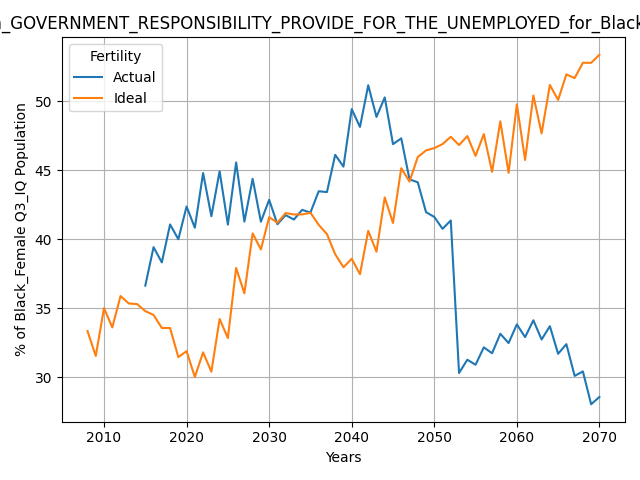 _GOVERNMENT_RESPONSIBILITY_PROVIDE_FOR_THE_UNEMPLOYED_for_Black
Fertility
Actual
Ideal
% of Black_Female Q3_IQ Population
50
45
40
35
30
2010 2020 2030 2040 2050 2060 2070
Years